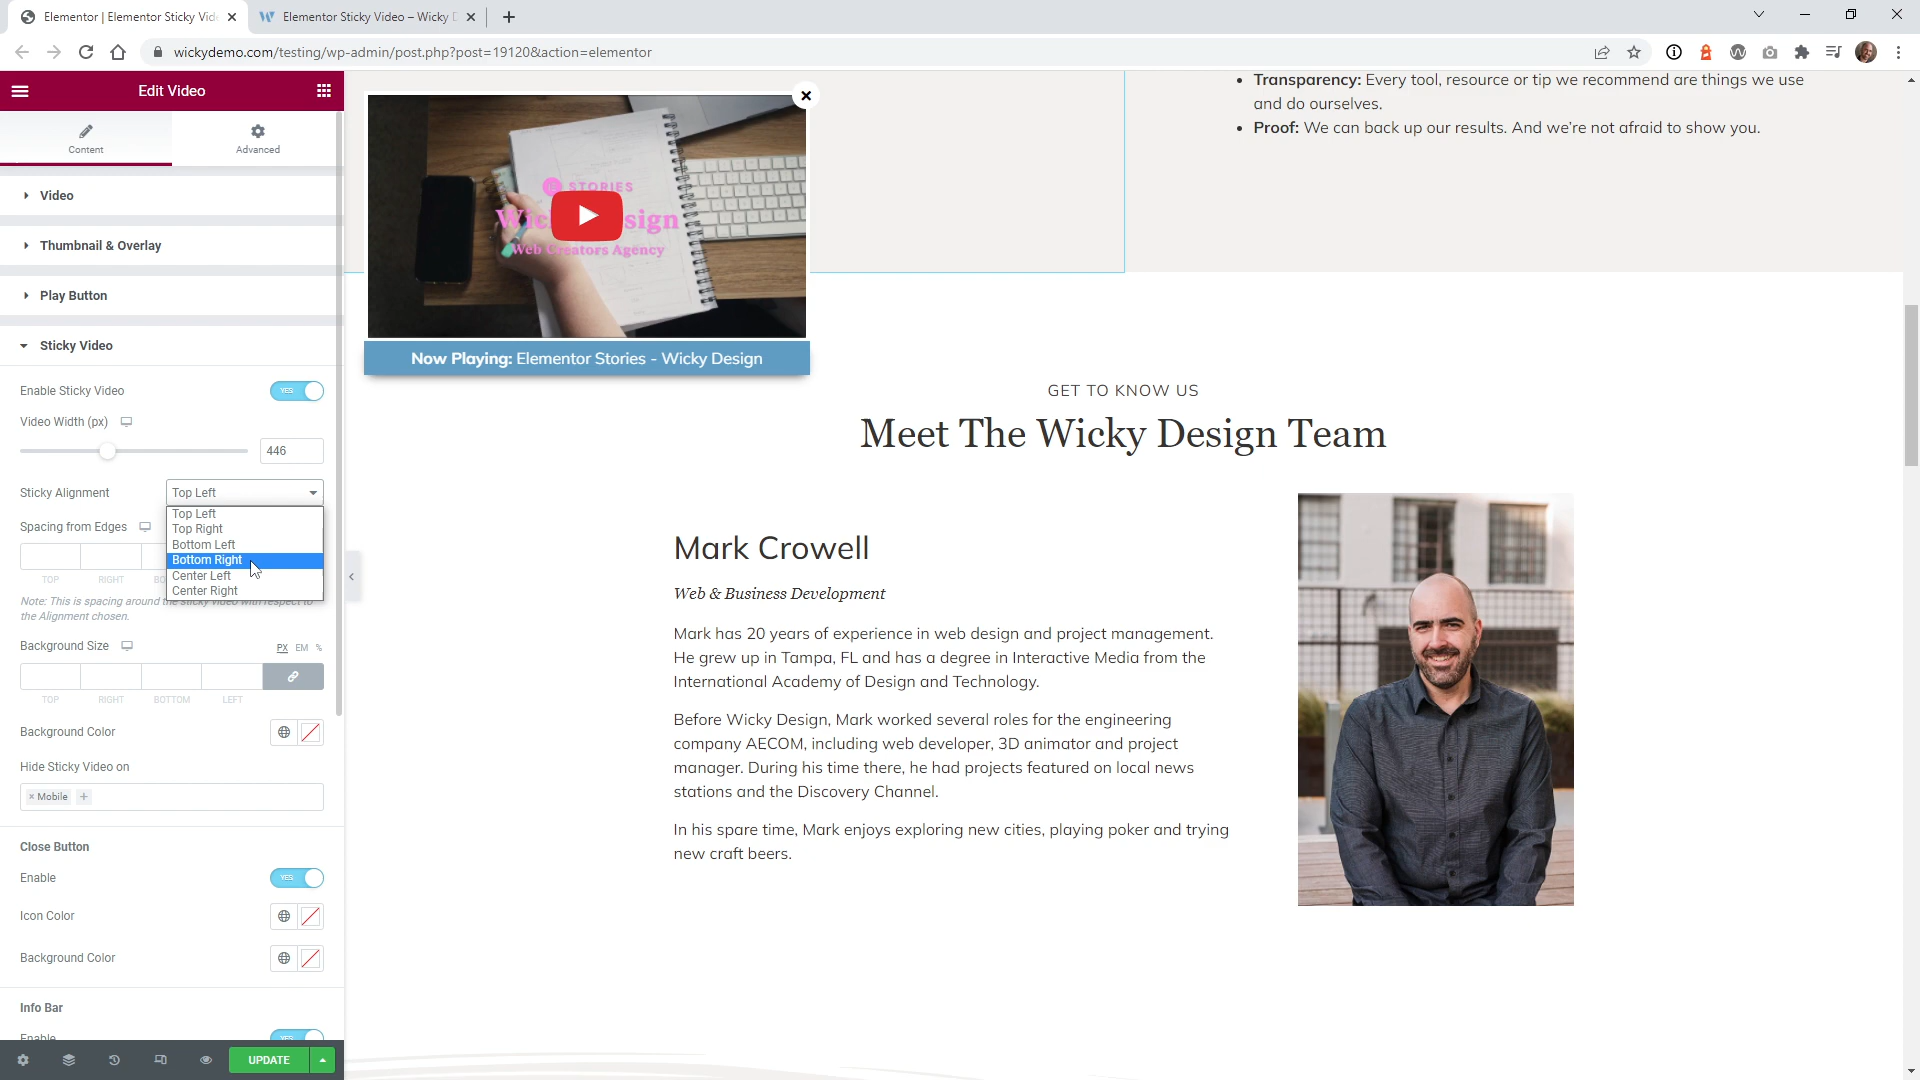 Elementor | Elementor Sticky Vid
Elementor Sticky Video – Wicky D
wickydemo.com/testing/wp-admin/post.php?post=19120&action=elementor
Edit Video
Content
Advanced
Video
Thumbnail & Overlay
Play Button
Sticky Video
Enable Sticky Video
YES
Video Width (px)
446
Sticky Alignment
Top Left
Top Left
Top Right
Bottom Left
Bottom Right
Center Left
Center Right
Spacing from Edges
TOP RIGHT BO
Note: This is spacing around the sticky video with respect to
the Alignment chosen.
Background Size
PX EM %
TOP RIGHT BOTTOM LEFT
Background Color
Hide Sticky Video on
× Mobile +
Close Button
Enable
YES
Icon Color
Background Color
Info Bar
Enable
YES
UPDATE
STORIES
Wic sign
Web Creators Agency
Now Playing: Elementor Stories - Wicky Design
• Transparency: Every tool, resource or tip we recommend are things we use
and do ourselves.
• Proof: We can back up our results. And we're not afraid to show you.
GET TO KNOW US
Meet The Wicky Design Team
Mark Crowell
Web & Business Development
Mark has 20 years of experience in web design and project management.
He grew up in Tampa, FL and has a degree in Interactive Media from the
International Academy of Design and Technology.
Before Wicky Design, Mark worked several roles for the engineering
company AECOM, including web developer, 3D animator and project
manager. During his time there, he had projects featured on local news
stations and the Discovery Channel.
In his spare time, Mark enjoys exploring new cities, playing poker and trying
new craft beers.